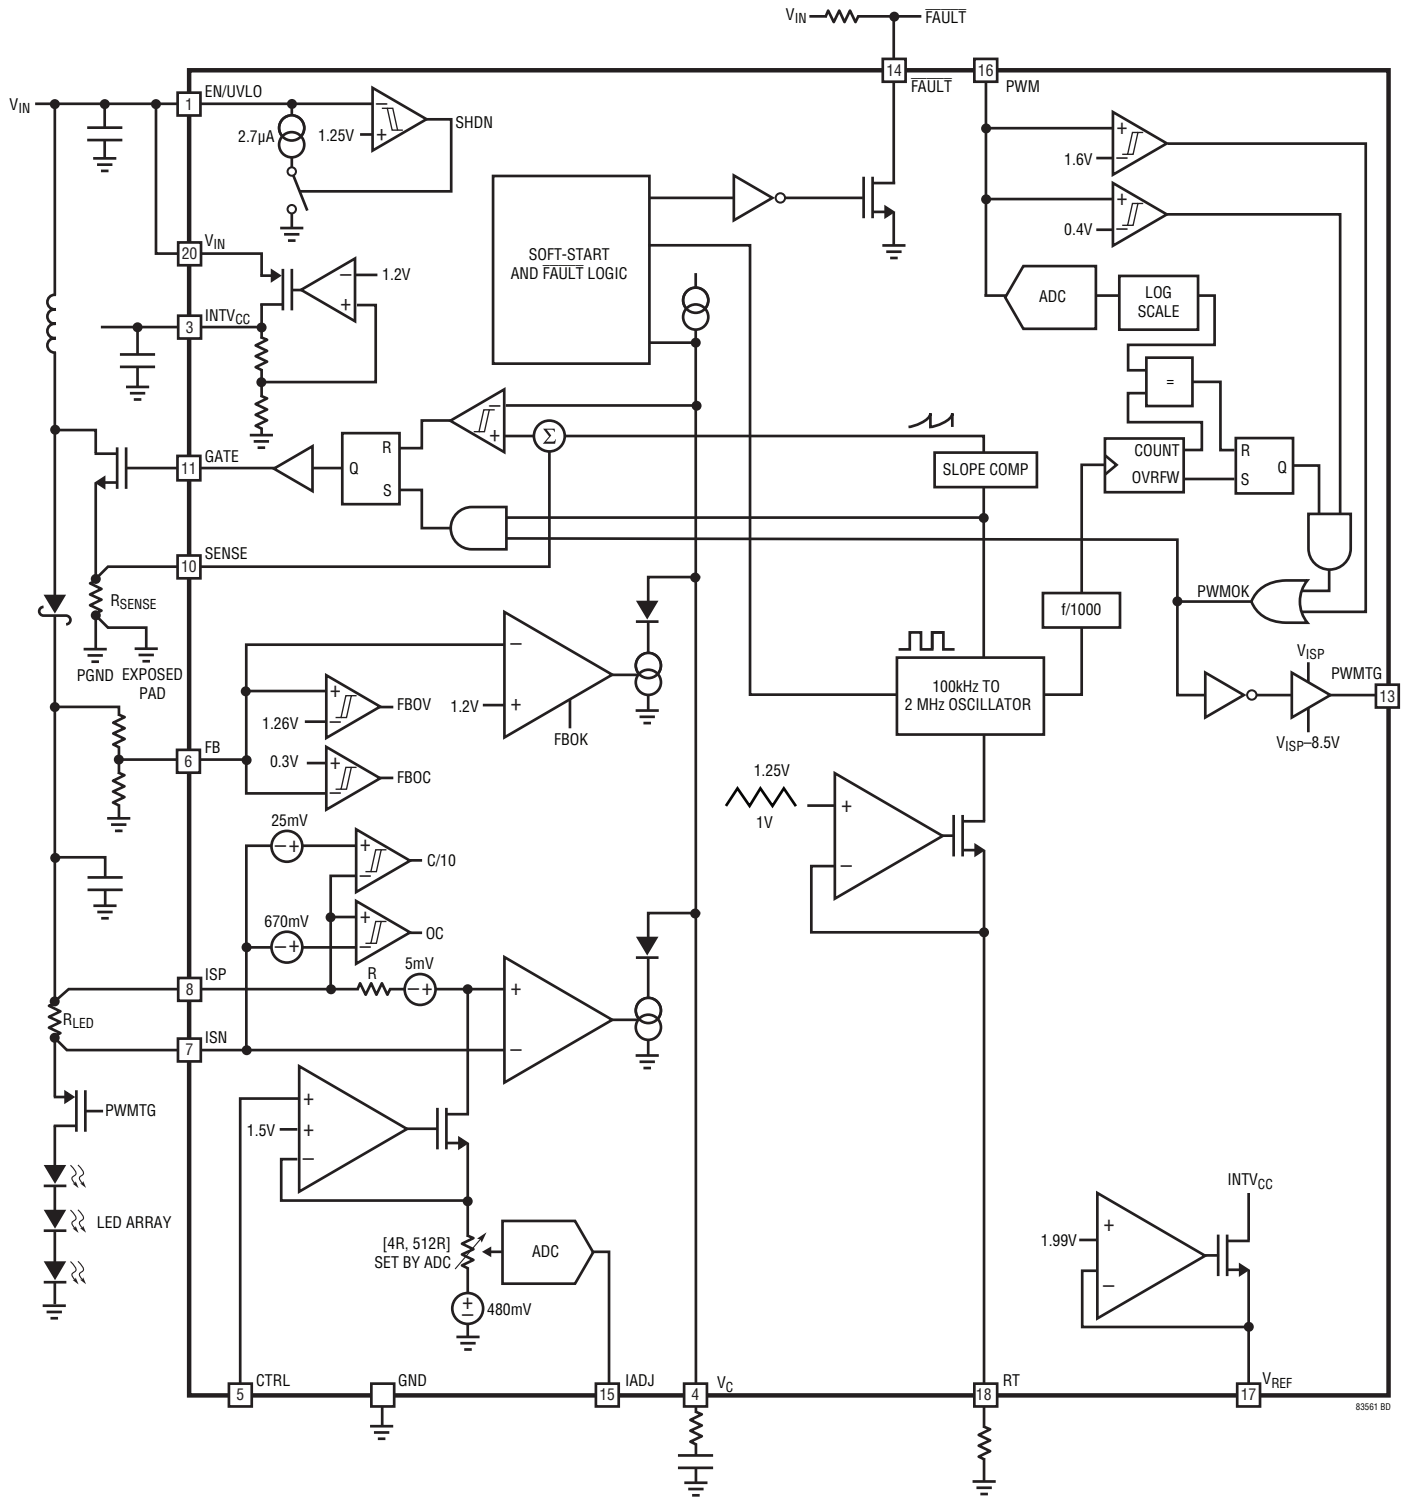 VIN
FAULT
14
FAULT
16
PWM
VIN
1
EN/UVLO
2.7µA
1.25V
−
+
SHDN
+
−
1.6V
+
−
0.4V
SOFT-START
AND FAULT LOGIC
20
VIN
−
1.2V
+
3
INTVCC
ADC
LOG
SCALE
=
COUNT
OVRFW
R
S
Q
−
+
Σ
SLOPE COMP
R
Q
S
11
GATE
10
SENSE
RSENSE
PGND
EXPOSED
PAD
f/1000
PWMOK
VISP
PWMTG
13
VISP–8.5V
100kHz TO
2 MHz OSCILLATOR
−
1.2V
+
FBOK
+
1.26V
−
FBOV
6
FB
0.3V
+
−
FBOC
1.25V
1V
+
−
25mV
−+
+
−
C/10
670mV
−+
+
−
OC
8
ISP
R
5mV
−+
+
−
RLED
7
ISN
PWMTG
LED ARRAY
+
1.5V
+
−
[4R, 512R]
SET BY ADC
ADC
+
−
480mV
INTVCC
1.99V
+
−
5
CTRL
GND
15
IADJ
4
VC
18
RT
17
VREF
83561 BD